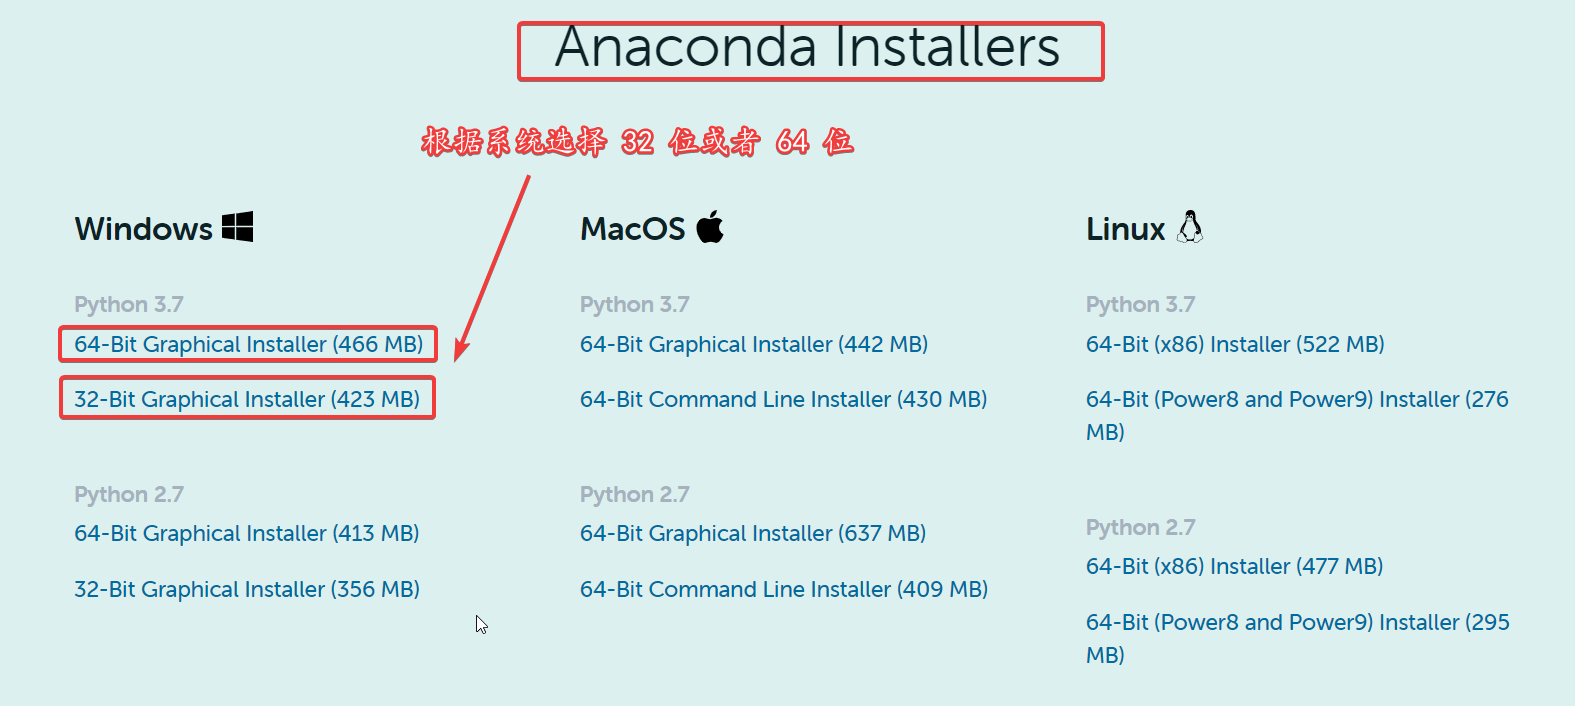 Anaconda Installers
根据系统选择 32 位或者 64 位
Windows
Python 3.7
64-Bit Graphical Installer (466 MB)
32-Bit Graphical Installer (423 MB)
Python 2.7
64-Bit Graphical Installer (413 MB)
32-Bit Graphical Installer (356 MB)
MacOS
Python 3.7
64-Bit Graphical Installer (442 MB)
64-Bit Command Line Installer (430 MB)
Python 2.7
64-Bit Graphical Installer (637 MB)
64-Bit Command Line Installer (409 MB)
Linux
Python 3.7
64-Bit (x86) Installer (522 MB)
64-Bit (Power8 and Power9) Installer (276
MB)
Python 2.7
64-Bit (x86) Installer (477 MB)
64-Bit (Power8 and Power9) Installer (295
MB)